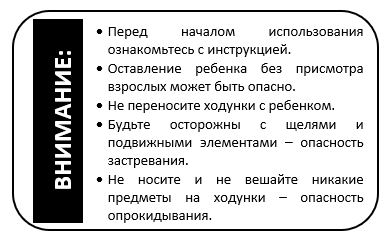 ВНИМАНИЕ:
• Перед началом использования
ознакомьтесь с инструкцией.
• Оставление ребенка без присмотра
взрослых может быть опасно.
• Не переносите ходунки с ребенком.
• Будьте осторожны с щелями и
подвижными элементами – опасность
застревания.
• Не носите и не вешайте никакие
предметы на ходунки – опасность
опрокидывания.